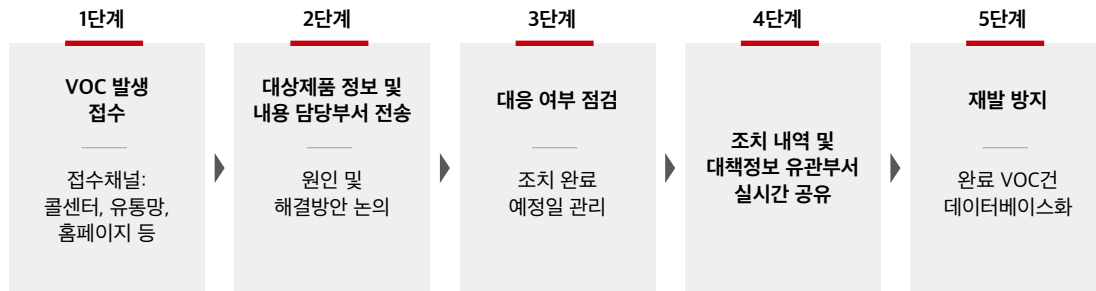 1단계
VOC 발생
접수
접수채널:
콜센터, 유통망,
홈페이지 등
2단계
대상제품 정보 및
내용 담당부서 전송
원인 및
해결방안 논의
3단계
대응 여부 점검
조치 완료
예정일 관리
4단계
조치 내역 및
대책정보 유관부서
실시간 공유
5단계
재발 방지
완료 VOC건
데이터베이스화